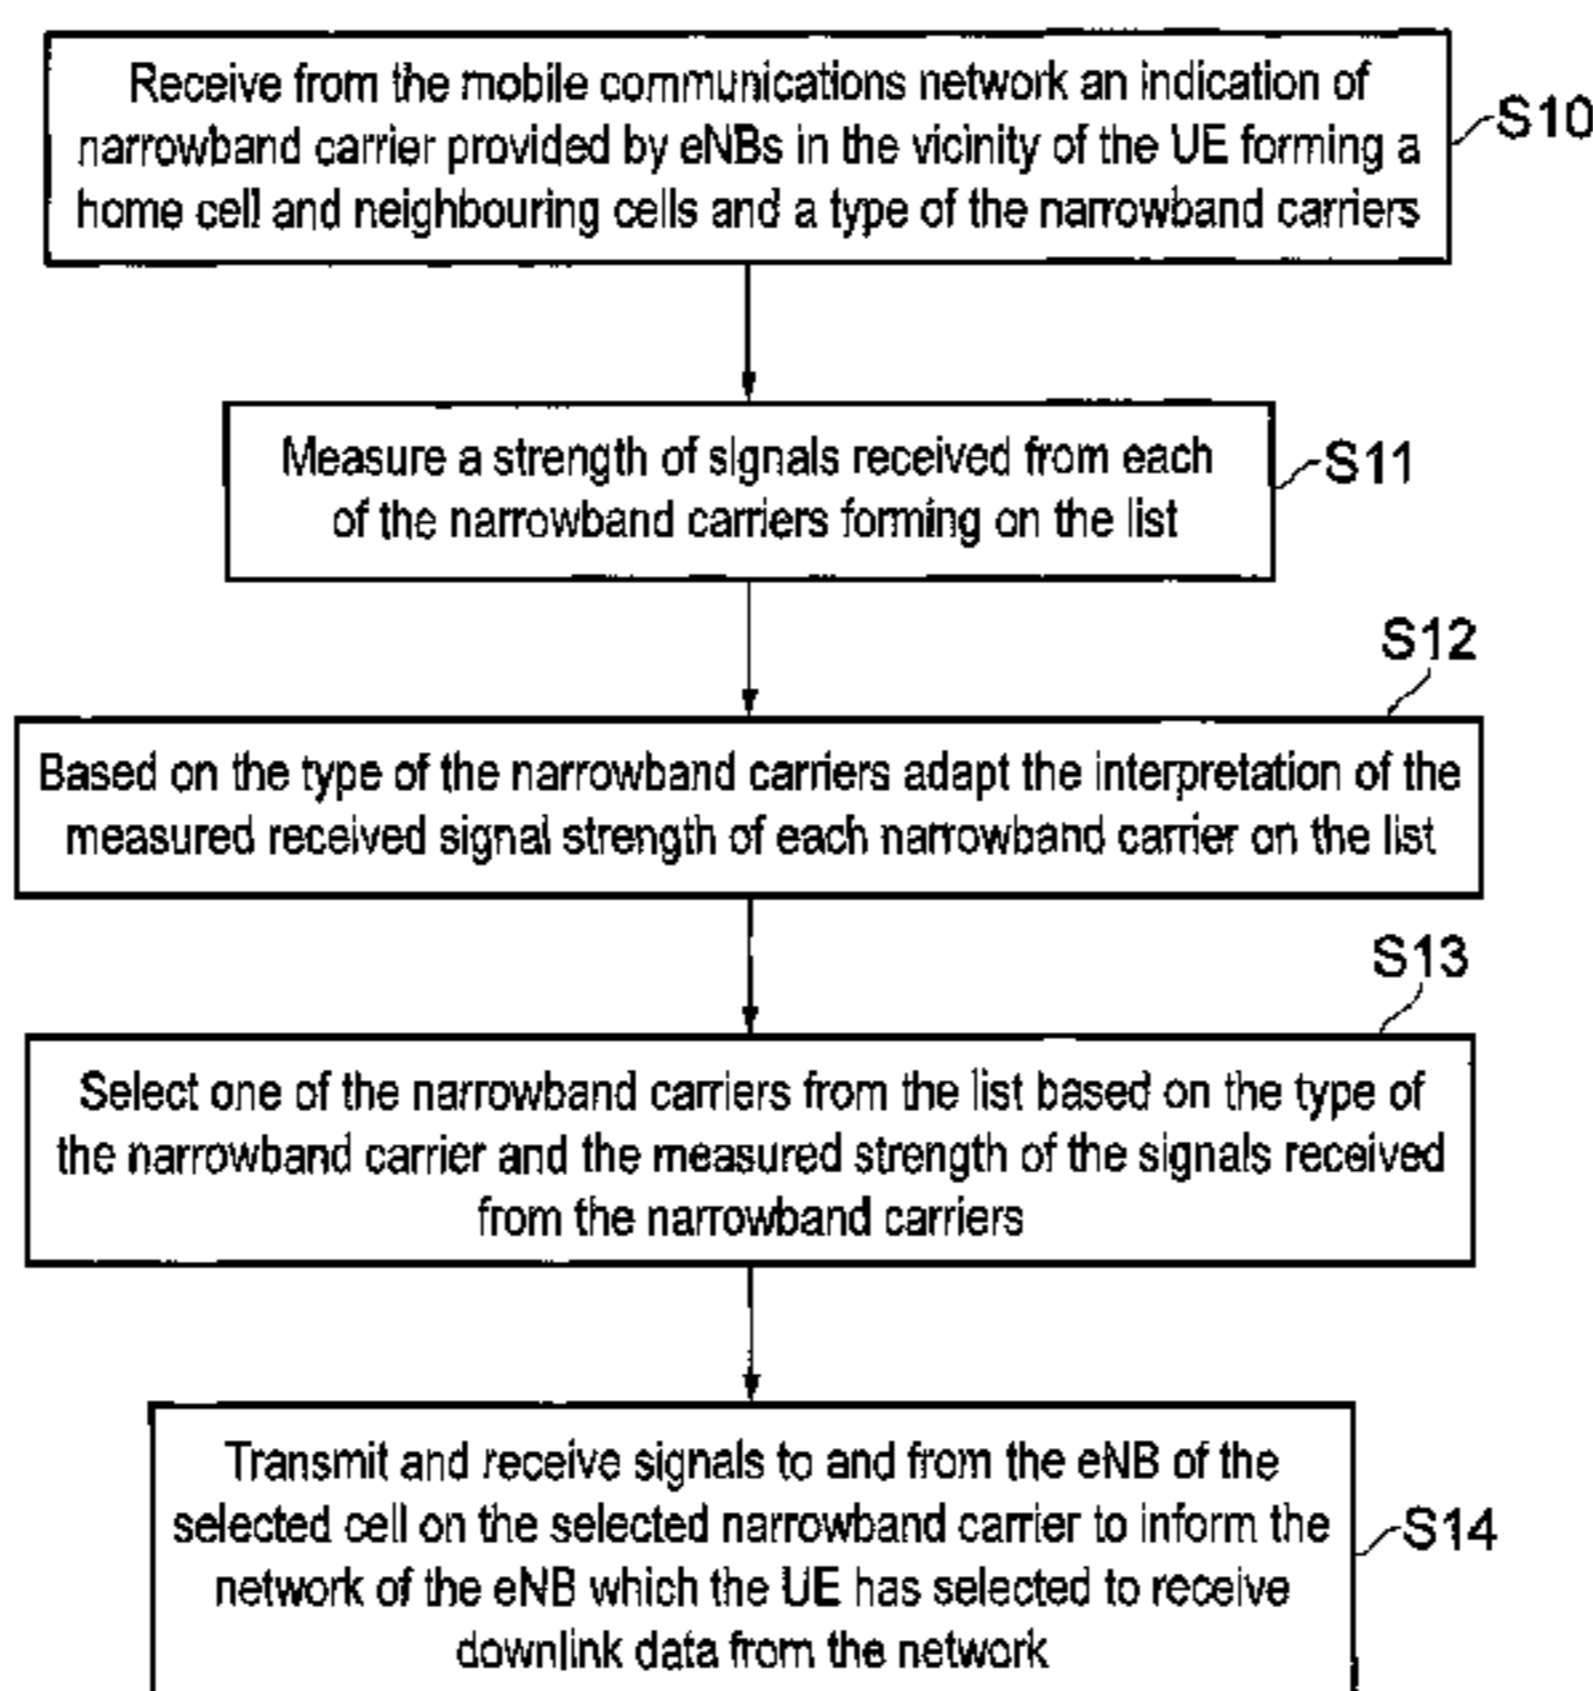 Receive from the mobile communications network an indication of
narrowband carrier provided by eNBs in the vicinity of the UE forming a
home cell and neighbouring cells and a type of the narrowband carriers
S10
Measure a strength of signals received from each
of the narrowband carriers forming on the list
S11
S12
Based on the type of the narrowband carriers adapt the interpretation of the
measured received signal strength of each narrowband carrier on the list
S13
Select one of the narrowband carriers from the list based on the type of
the narrowband carrier and the measured strength of the signals received
from the narrowband carriers
Transmit and receive signals to and from the eNB of the
selected cell on the selected narrowband carrier to inform the
network of the eNB which the UE has selected to receive
downlink data from the network
S14